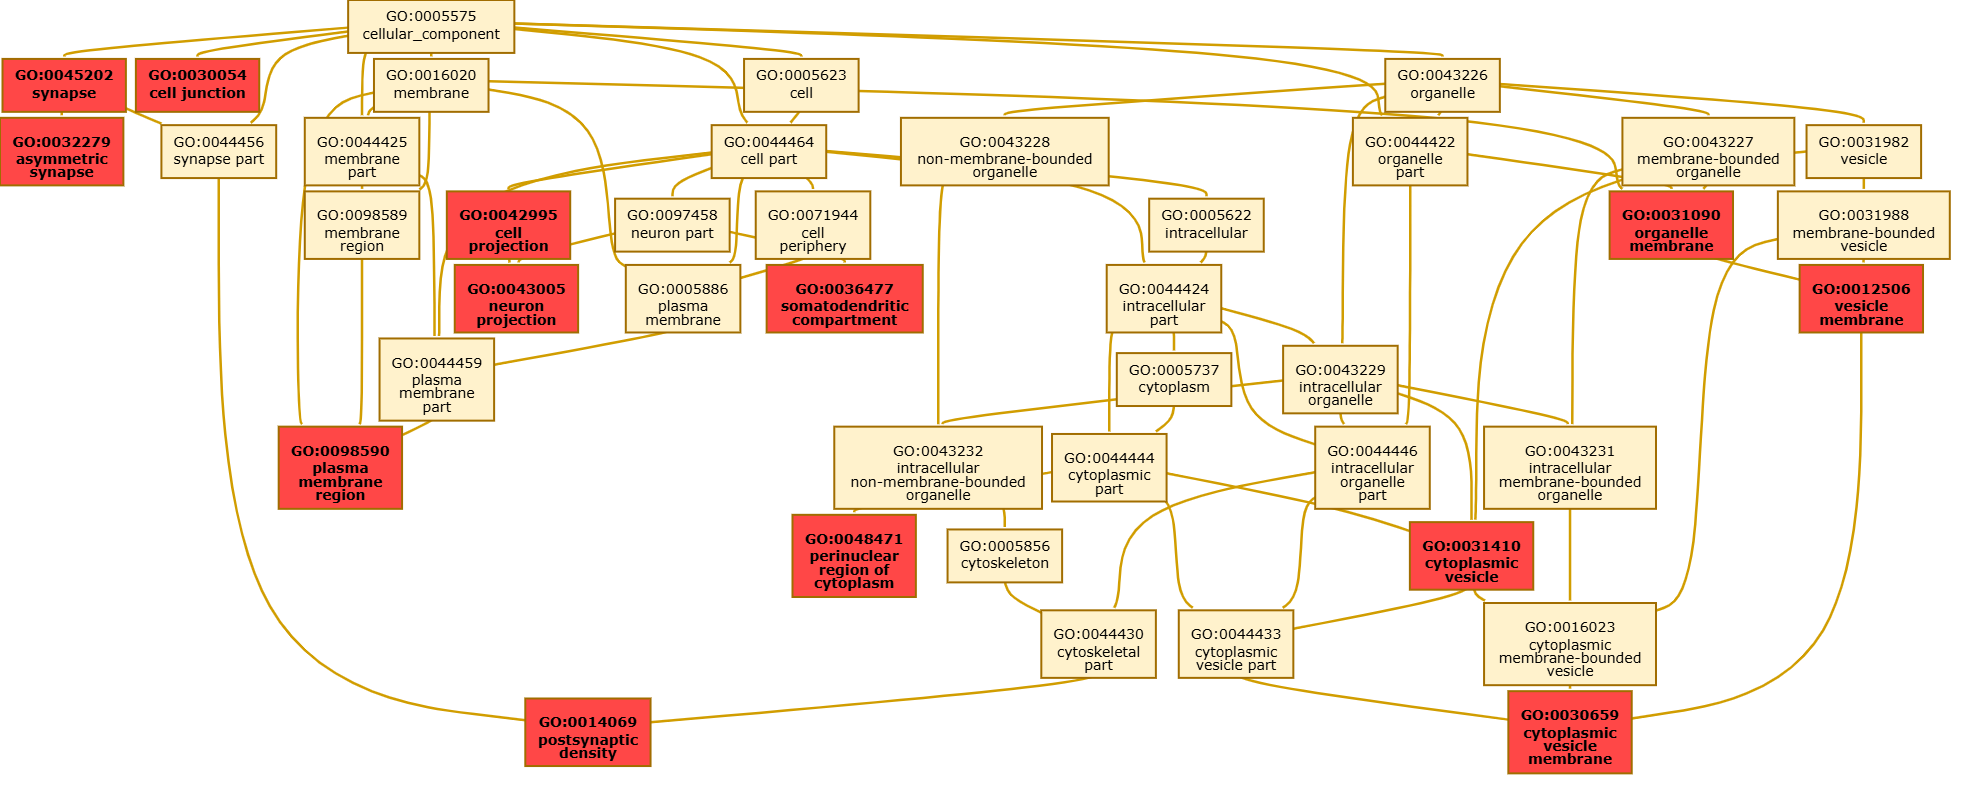 GO:0005575
cellular_component
GO:0045202
synapse
GO:0030054
cell junction
GO:0016020
membrane
GO:0005623
cell
GO:0043226
organelle
GO:0032279
asymmetric
synapse
GO:0044456
synapse part
GO:0044425
membrane
part
GO:0044464
cell part
GO:0043228
non-membrane-bounded
organelle
GO:0044422
organelle
part
GO:0043227
membrane-bounded
organelle
GO:0031982
vesicle
GO:0098589
membrane
region
GO:0042995
cell
projection
GO:0097458
neuron part
GO:0071944
cell
periphery
GO:0005622
intracellular
GO:0031090
organelle
membrane
GO:0031988
membrane-bounded
vesicle
GO:0043005
neuron
projection
GO:0005886
plasma
membrane
GO:0036477
somatodendritic
compartment
GO:0044424
intracellular
part
GO:0012506
vesicle
membrane
GO:0044459
plasma
membrane
part
GO:0005737
cytoplasm
GO:0043229
intracellular
organelle
GO:0098590
plasma
membrane
region
GO:0043232
intracellular
non-membrane-bounded
organelle
GO:0044444
cytoplasmic
part
GO:0044446
intracellular
organelle
part
GO:0043231
intracellular
membrane-bounded
organelle
GO:0048471
perinuclear
region of
cytoplasm
GO:0005856
cytoskeleton
GO:0031410
cytoplasmic
vesicle
GO:0044430
cytoskeletal
part
GO:0044433
cytoplasmic
vesicle part
GO:0016023
cytoplasmic
membrane-bounded
vesicle
GO:0014069
postsynaptic
density
GO:0030659
cytoplasmic
vesicle
membrane